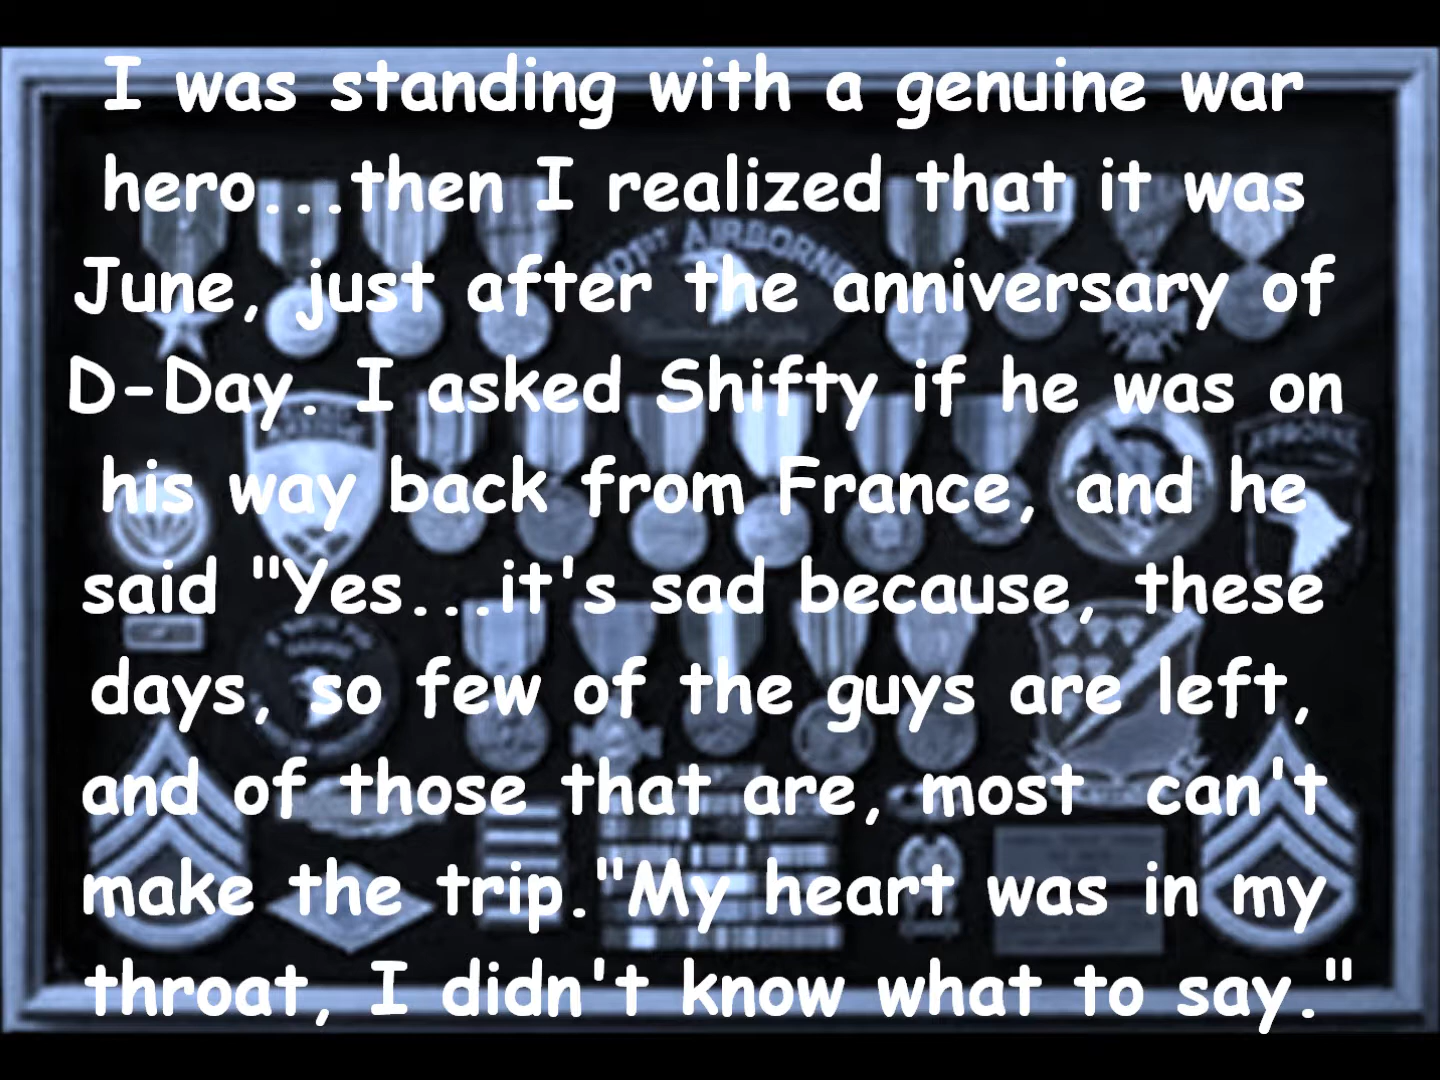 I was standing with a genuine war
hero...then I realized that it was
June, just after the anniversary of
D-Day. I asked Shifty if he was on
his way back from France, and he
said "Yes...it's sad because, these
days, so few of the guys are left,
and of those that are, most  can't
make the trip."My heart was in my
throat, I didn't know what to say."
101ST AIRBORNE
AIRBORNE